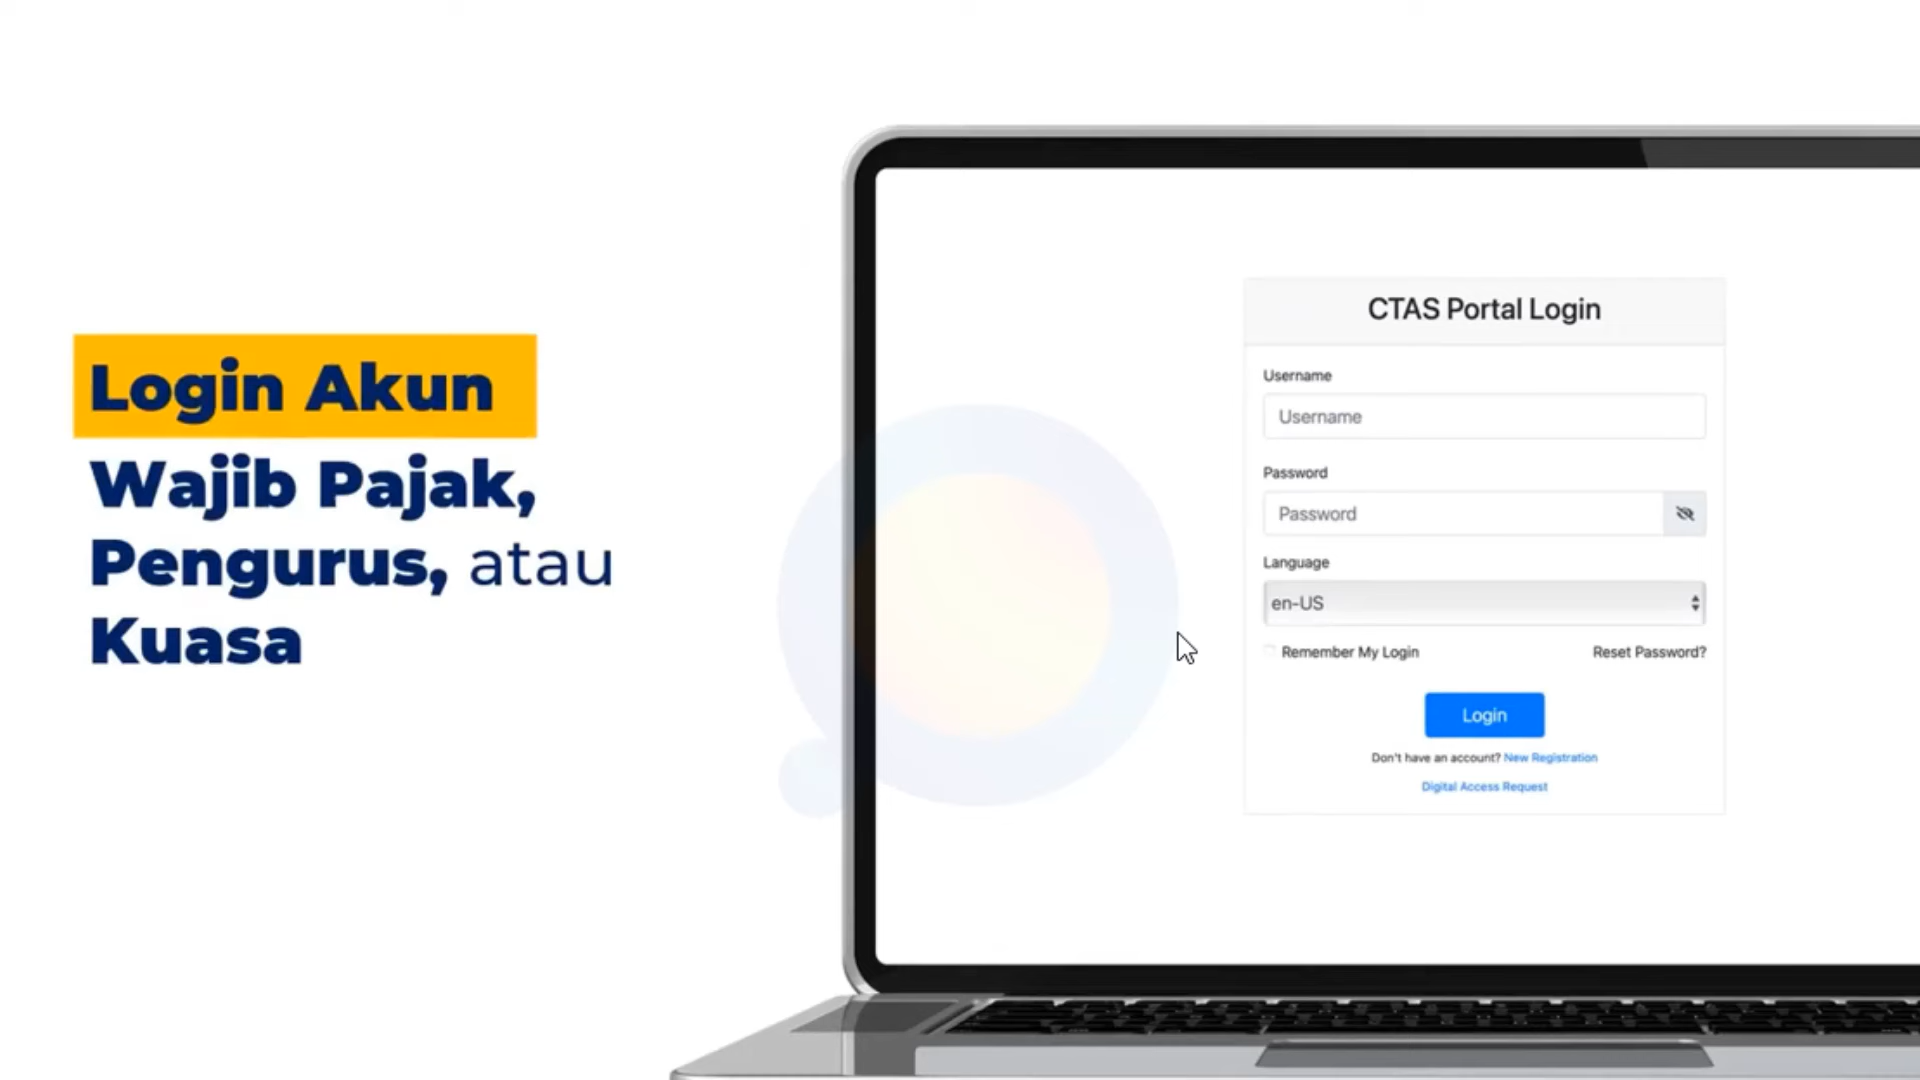 Login Akun
Wajib Pajak,
Pengurus, atau
Kuasa
CTAS Portal Login
Username
Username
Password
Password
Language
en-US
Remember My Login
Reset Password?
Login
Don't have an account? New Registration
Digital Access Request